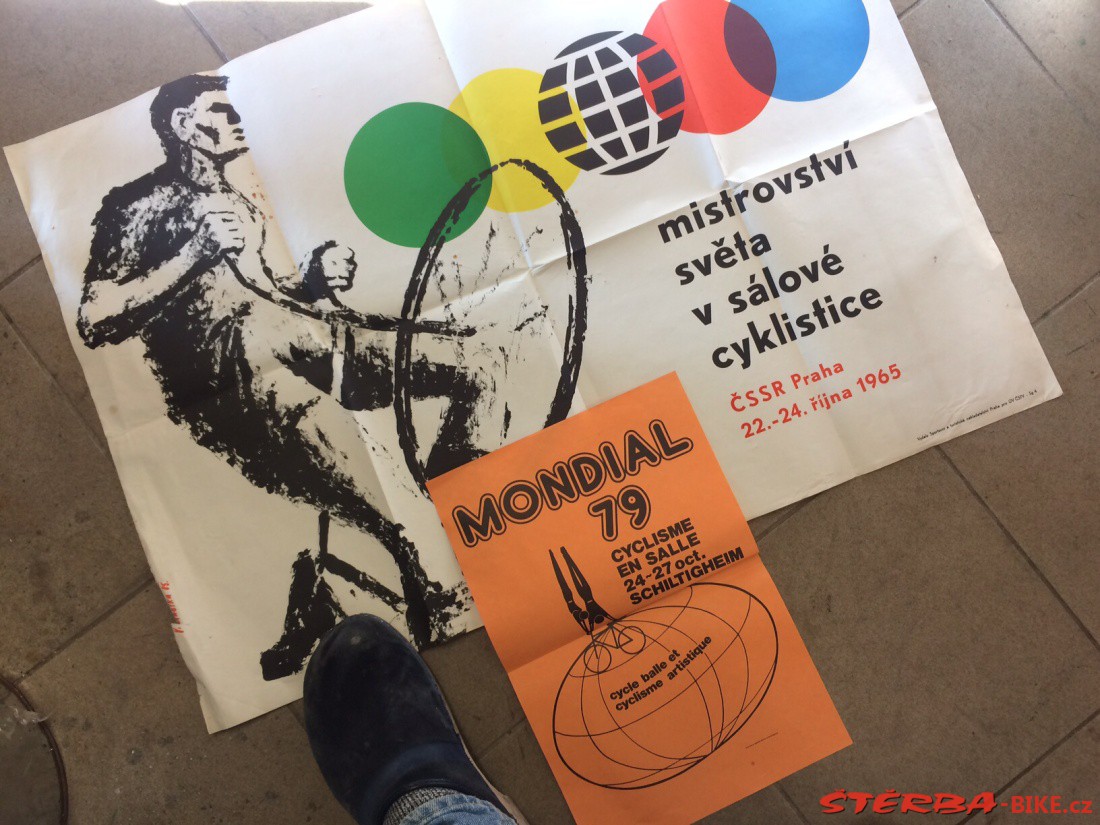 mistrovství
světa
v sálové
cyklistice
ČSSR Praha
22.-24. října 1965
MONDIAL
79
CYCLISME
EN SALLE
24-27 oct.
SCHILTIGHEIM
cycle balle et
cyclisme artistique
ŠTĚRBA-BIKE.cz